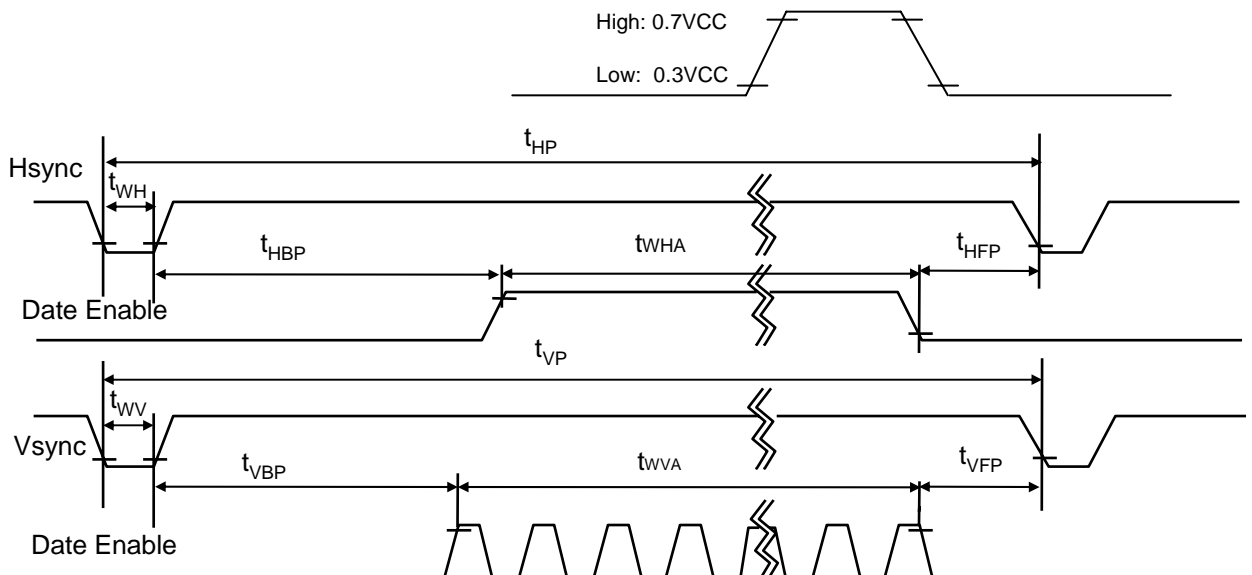 High: 0.7VCC
Low: 0.3VCC
tHP
Hsync
tWH
tHBP
tWHA
tHFP
Date Enable
tVP
tWV
Vsync
tVBP
tWVA
tVFP
Date Enable